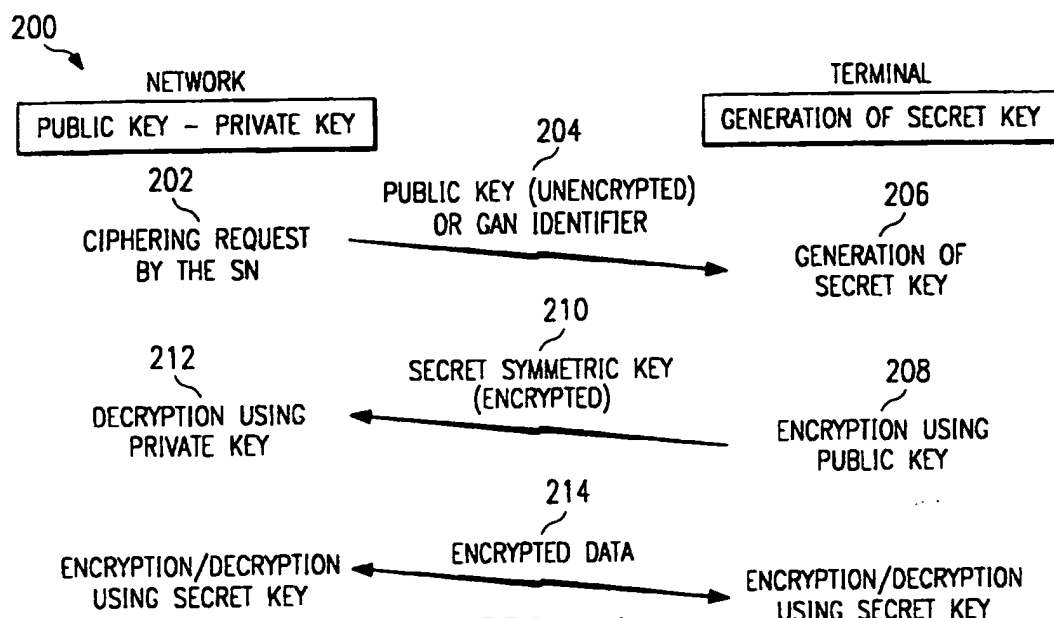 200
NETWORK
TERMINAL
PUBLIC KEY – PRIVATE KEY
GENERATION OF SECRET KEY
202
CIPHERING REQUEST
BY THE SN
204
PUBLIC KEY (UNENCRYPTED)
OR GAN IDENTIFIER
206
GENERATION OF
SECRET KEY
212
DECRYPTION USING
PRIVATE KEY
210
SECRET SYMMETRIC KEY
(ENCRYPTED)
208
ENCRYPTION USING
PUBLIC KEY
214
ENCRYPTED DATA
ENCRYPTION/DECRYPTION
USING SECRET KEY
ENCRYPTION/DECRYPTION
USING SECRET KEY